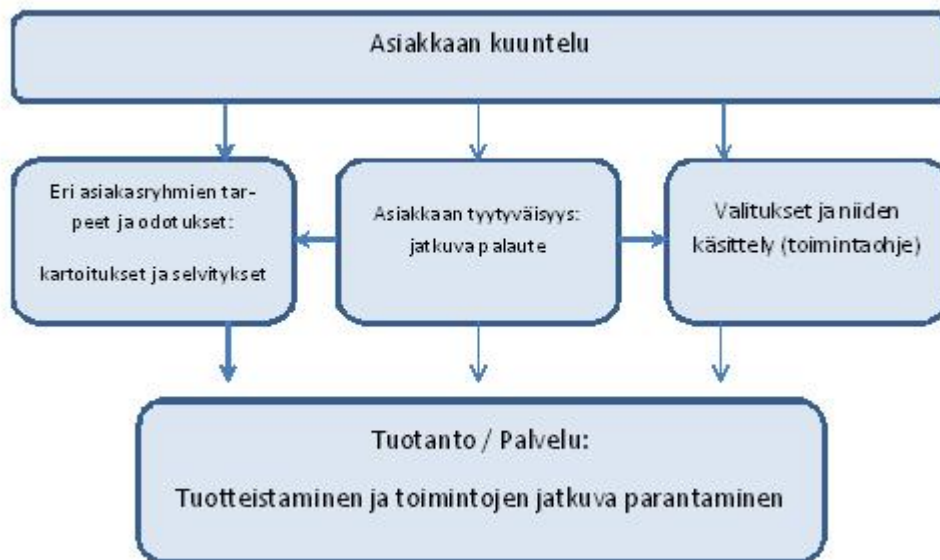 Asiakkaan kuuntelu
Eri asiakasryhmien tar-
peet ja odotukset:
kartoitukset ja selvitykset
Asiakkaan tyytyväisyys:
jatkuva palaute
Valitukset ja niiden
käsittely (toimintaohje)
Tuotanto / Palvelu:
Tuotteistaminen ja toimintojen jatkuva parantaminen